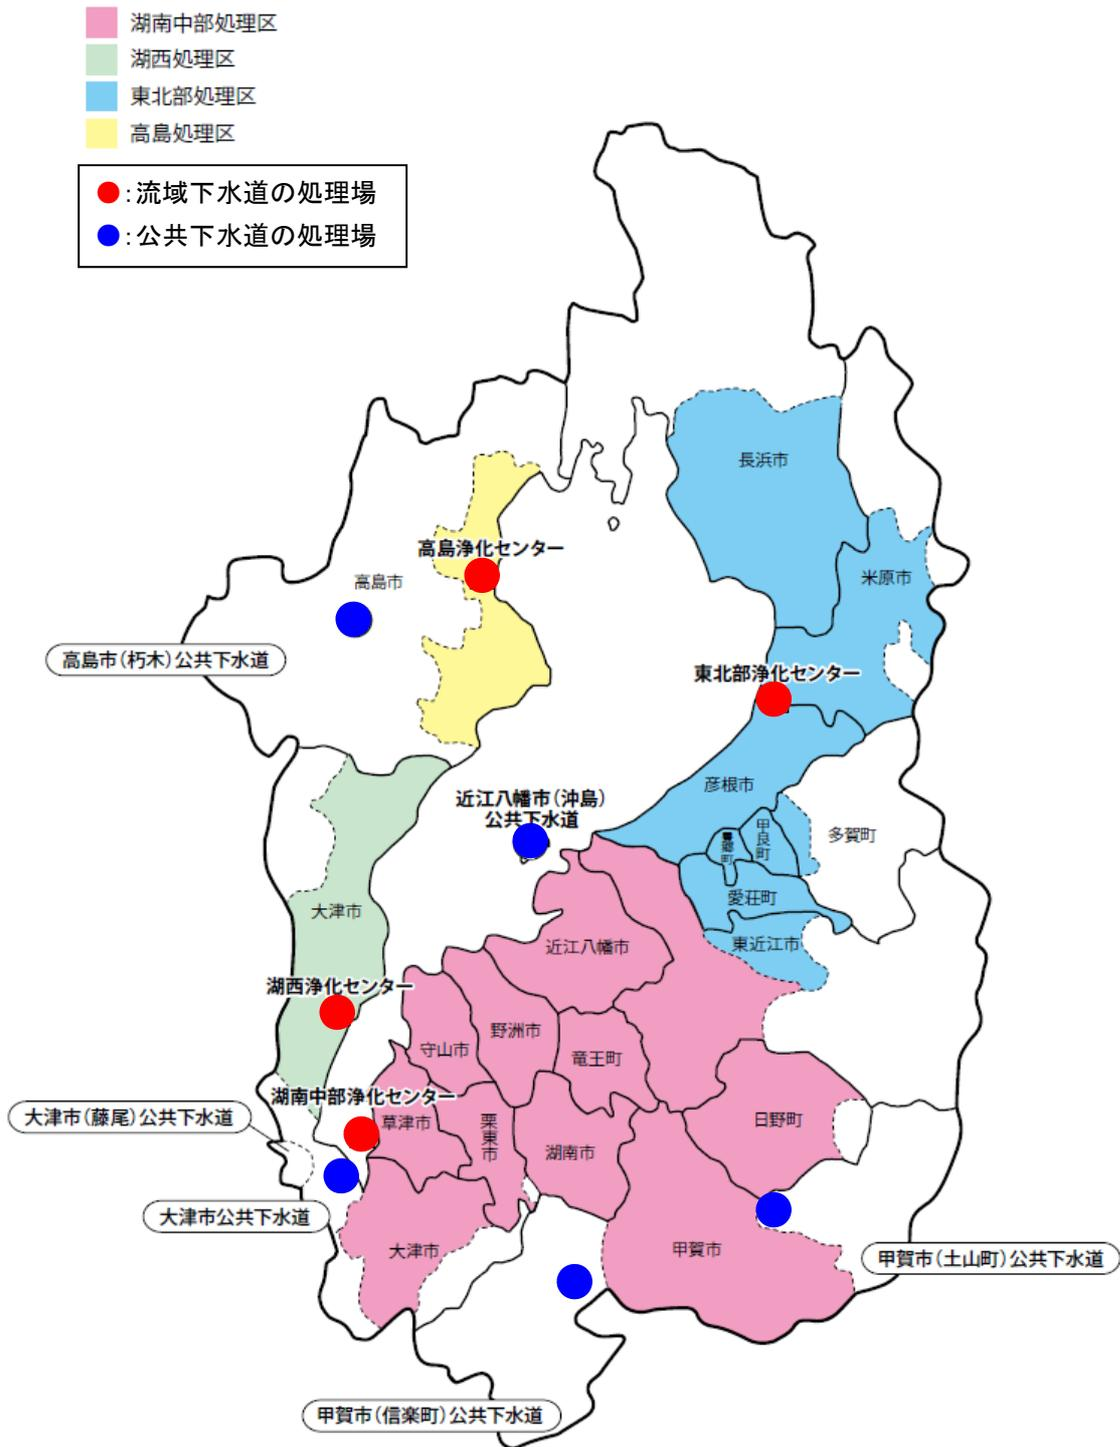 湖南中部処理区
湖西処理区
東北部処理区
高島処理区
●:流域下水道の処理場
●:公共下水道の処理場
長浜市
高島浄化センター
高島市
米原市
高島市(朽木)公共下水道
東北部浄化センター
彦根市
近江八幡市(沖島)
公共下水道
豊郷町
甲良町
多賀町
愛荘町
大津市
東近江市
近江八幡市
湖西浄化センター
野洲市
守山市
竜王町
湖南中部浄化センター
大津市(藤尾)公共下水道
草津市
栗東市
日野町
湖南市
大津市公共下水道
大津市
甲賀市
甲賀市(土山町)公共下水道
甲賀市(信楽町)公共下水道